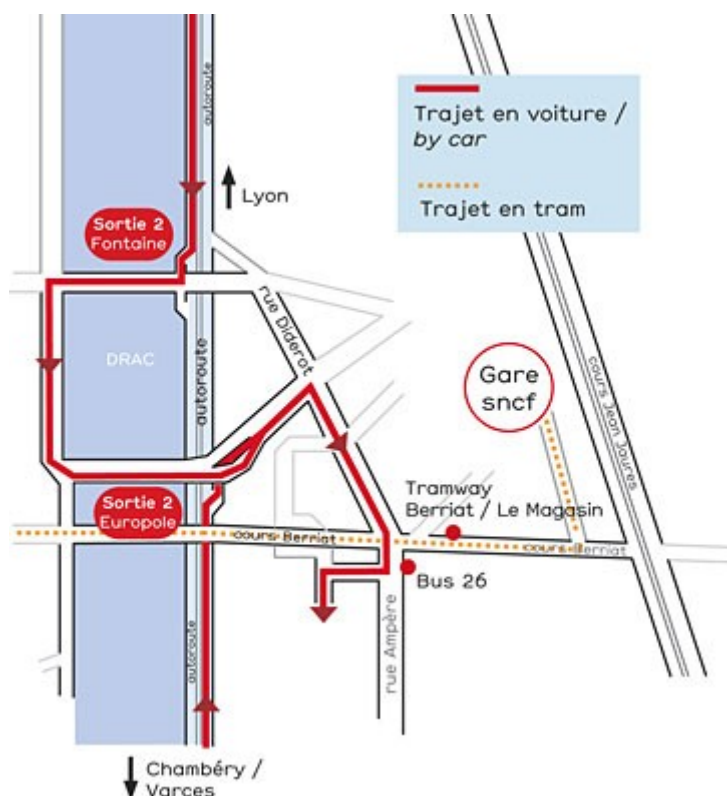 autoroute
Lyon
Trajet en voiture /
by car
Trajet en tram
Sortie 2
Fontaine
rue Diderot
DRAC
autoroute
cours Jean Jaures
Gare
sncf
Tramway
Berriat / Le Magasin
Sortie 2
Europole
cours Berriat
cours Berriat
Bus 26
rue Ampère
autoroute
Chambéry /
Varces